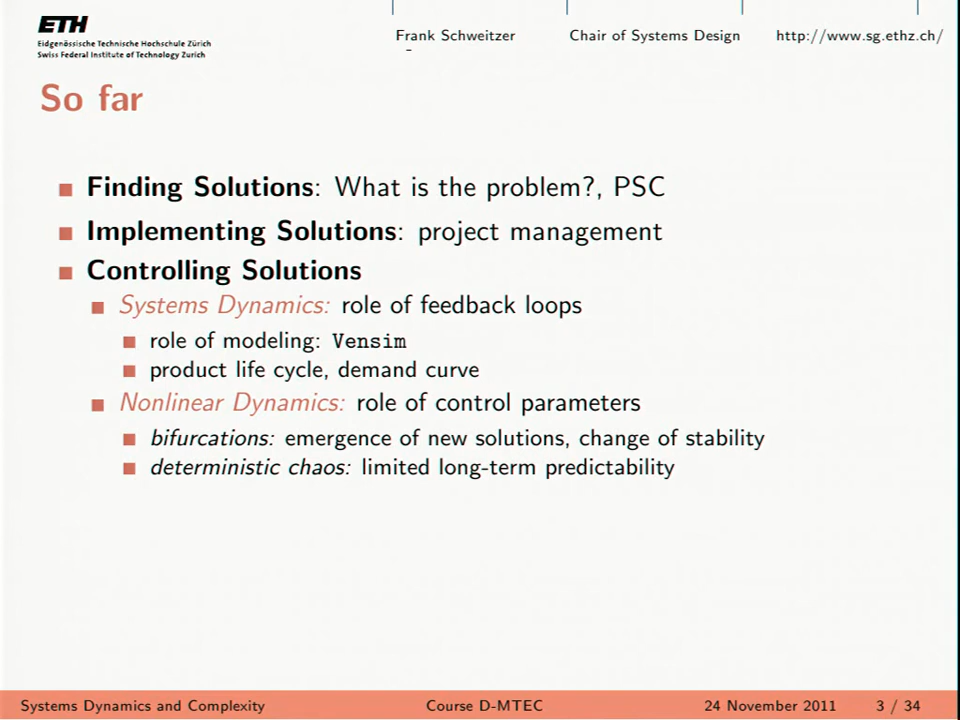 ETH
Eidgenössische Technische Hochschule Zürich
Swiss Federal Institute of Technology Zurich
Frank Schweitzer
Chair of Systems Design
http://www.sg.ethz.ch/
So far
Finding Solutions: What is the problem?, PSC
Implementing Solutions: project management
Controlling Solutions
Systems Dynamics: role of feedback loops
role of modeling: Vensim
product life cycle, demand curve
Nonlinear Dynamics: role of control parameters
bifurcations: emergence of new solutions, change of stability
deterministic chaos: limited long-term predictability
Systems Dynamics and Complexity
Course D-MTEC
24 November 2011
3 / 34